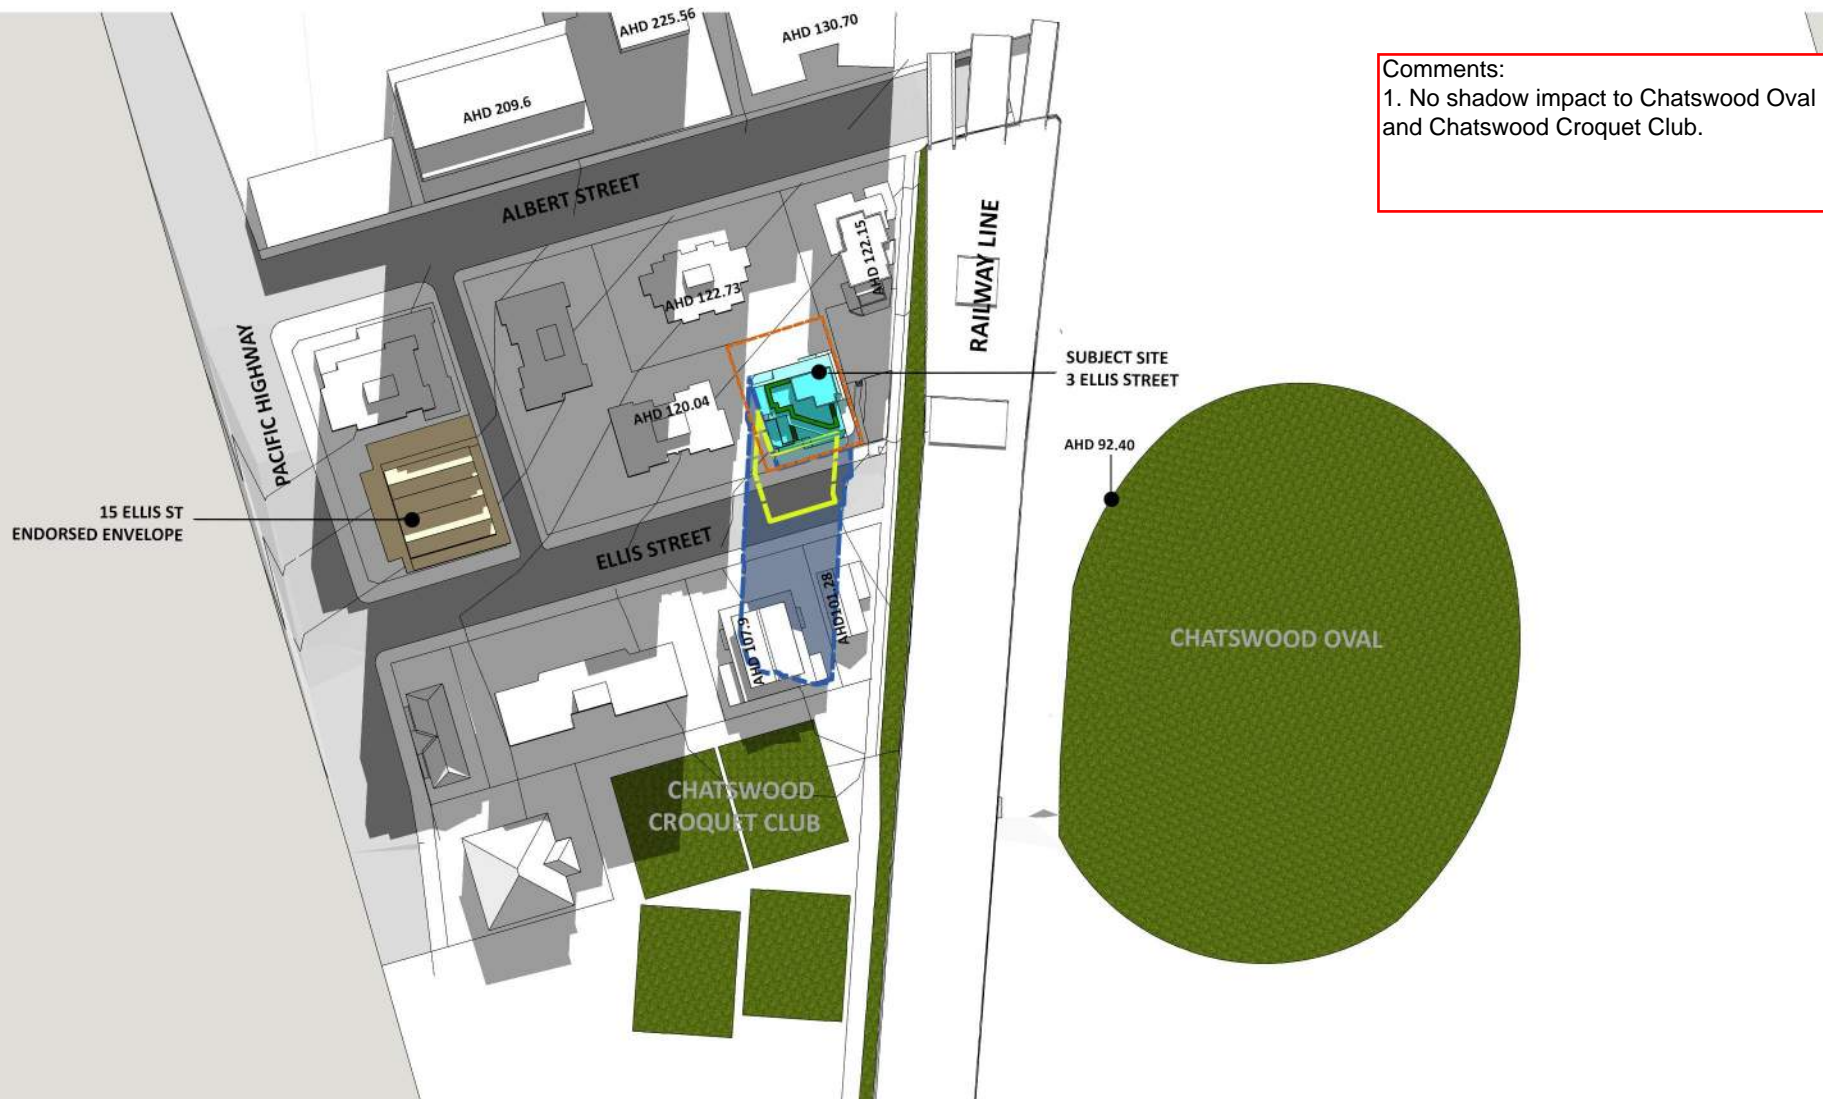 AHD 225.56
AHD 130.70
Comments:
1. No shadow impact to Chatswood Oval
and Chatswood Croquet Club.
AHD 209.6
ALBERT STREET
RAILWAY LINE
AHD 122.15
AHD 122.73
PACIFIC HIGHWAY
SUBJECT SITE
3 ELLIS STREET
AHD 120.04
AHD 92.40
15 ELLIS ST
ENDORSED ENVELOPE
ELLIS STREET
AHD101.28
AHD 107.9
CHATSWOOD OVAL
CHATSWOOD
CROQUET CLUB